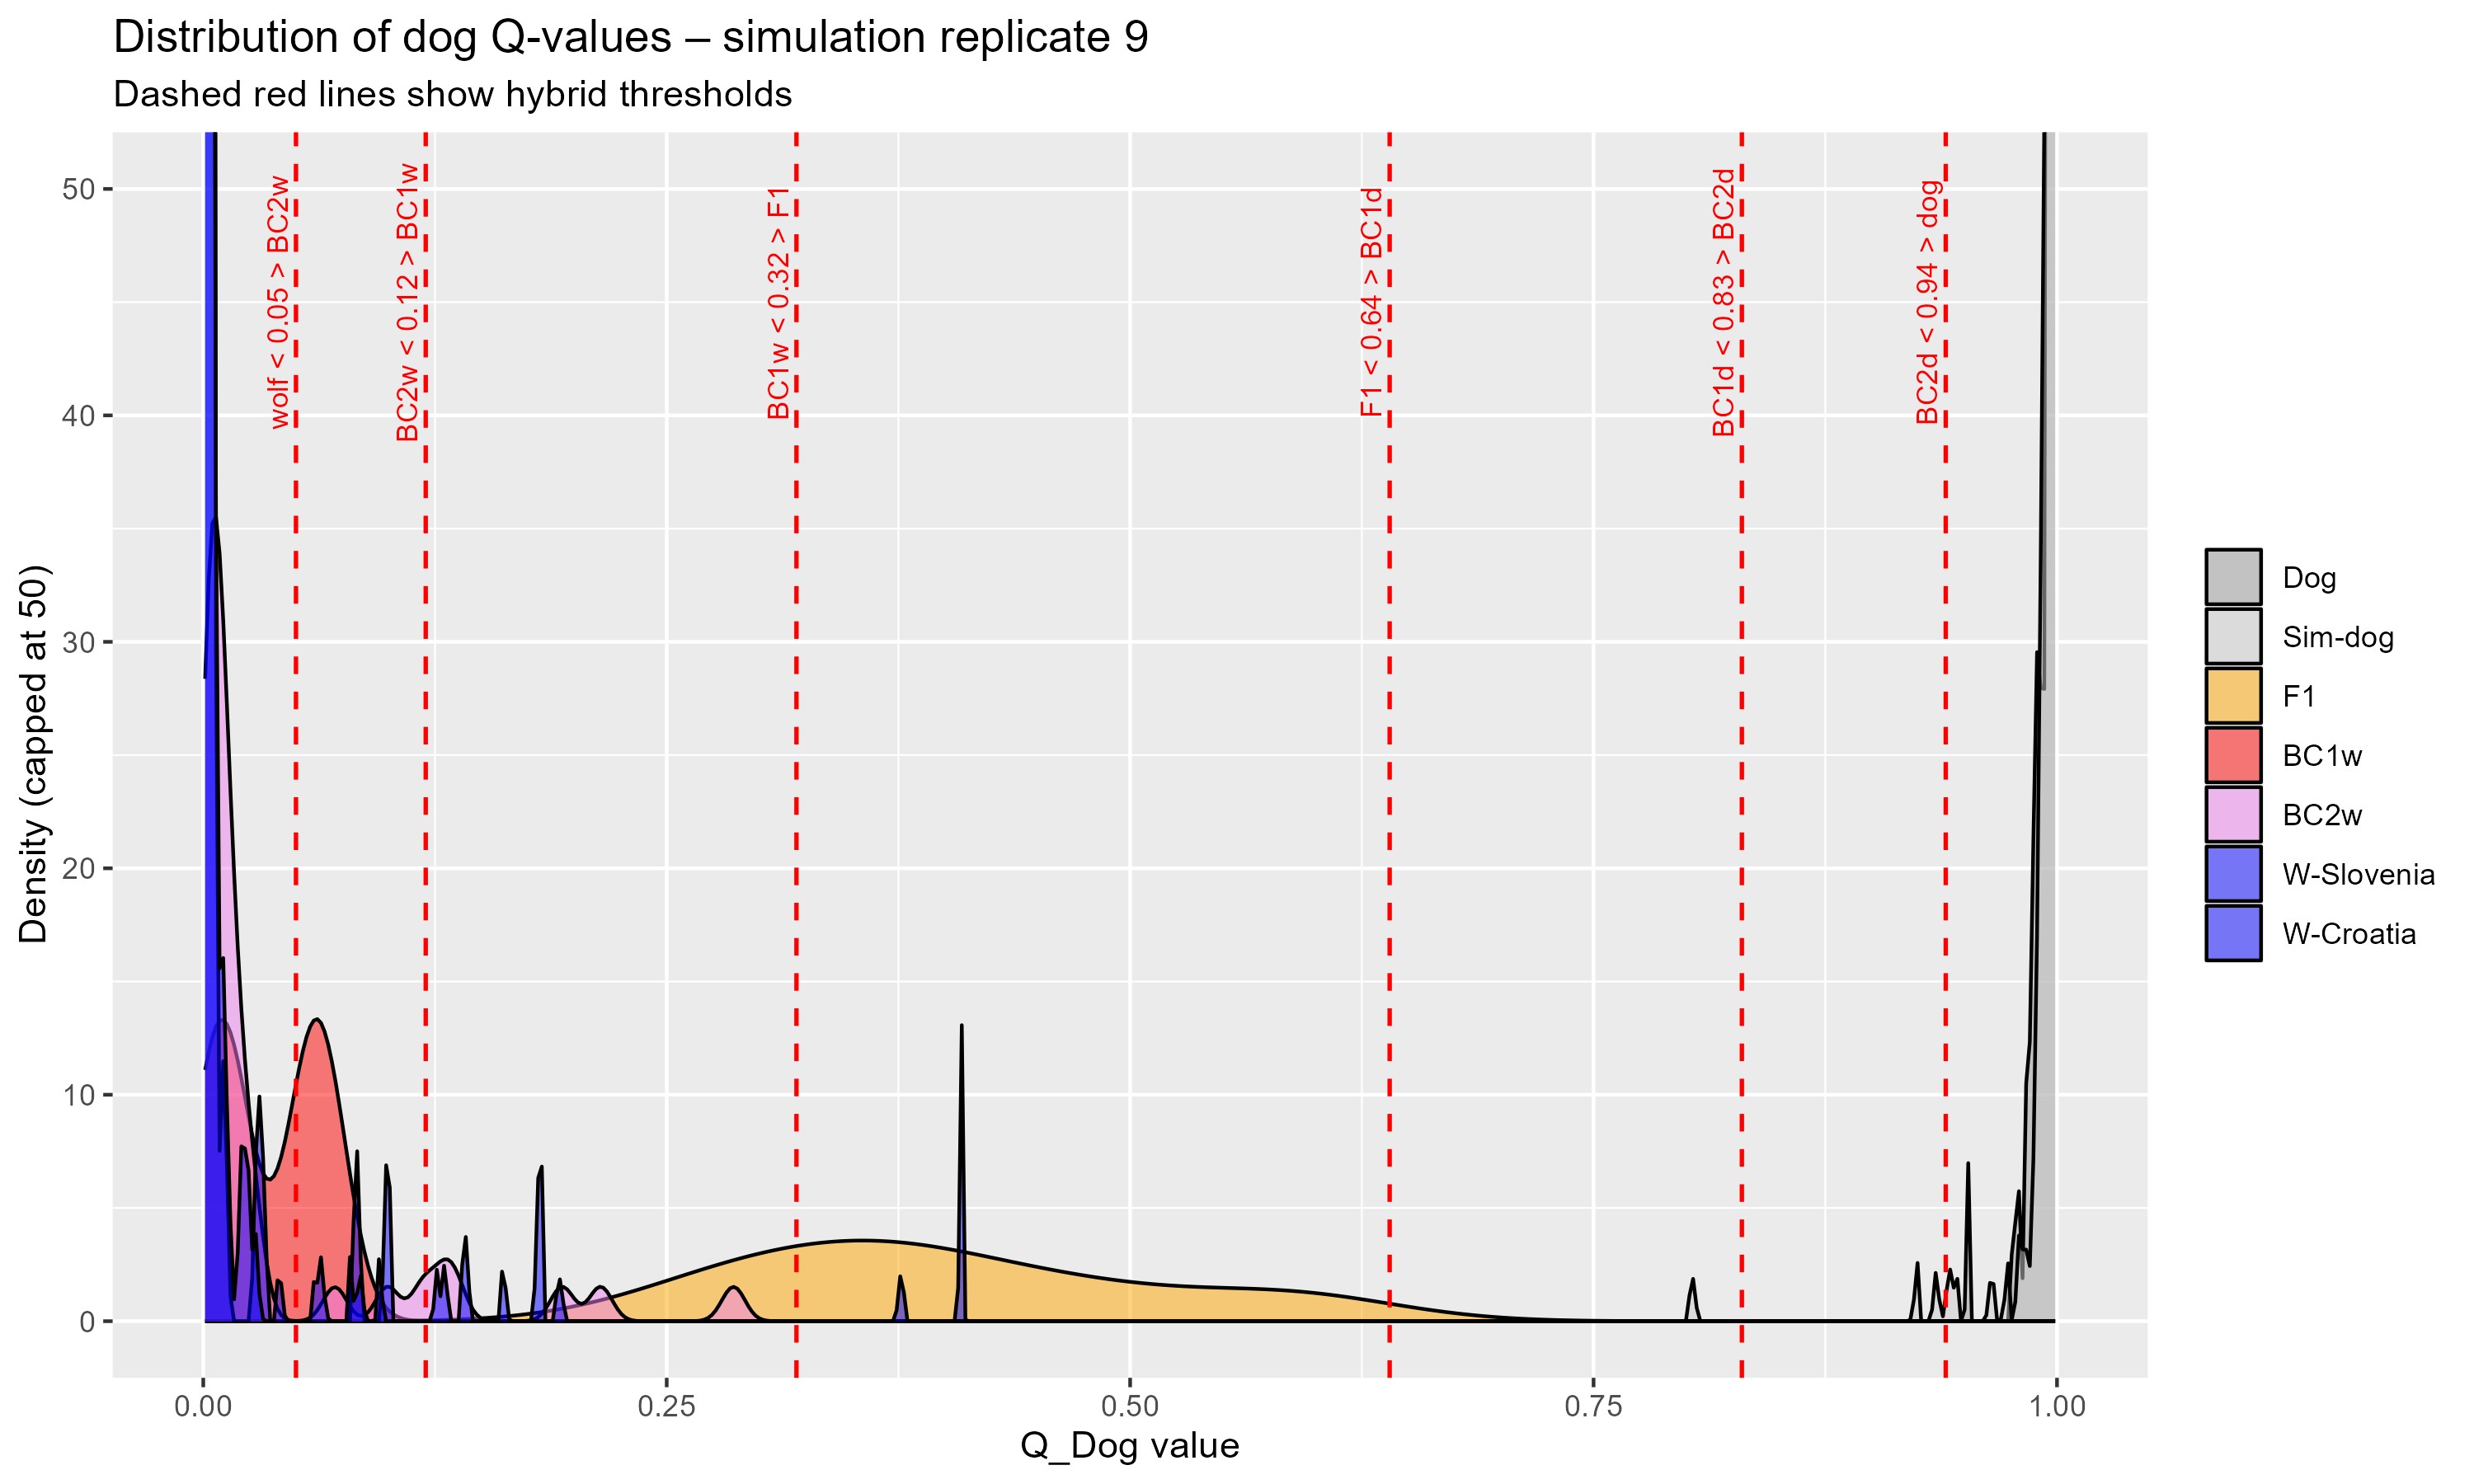 Distribution of dog Q-values – simulation replicate 9
Dashed red lines show hybrid thresholds
Density (capped at 50)
50
40
30
20
10
0
wolf < 0.05 > BC2w
BC2w < 0.12 > BC1w
BC1w < 0.32 > F1
F1 < 0.64 > BC1d
BC1d < 0.83 > BC2d
BC2d < 0.94 > dog
0.00
0.25
0.50
0.75
1.00
Q_Dog value
Dog
Sim-dog
F1
BC1w
BC2w
W-Slovenia
W-Croatia